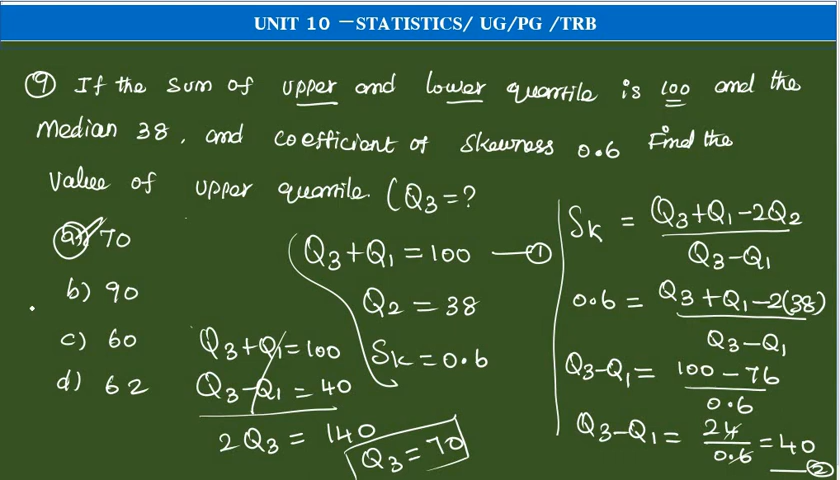 UNIT 10 -STATISTICS/ UG/PG /TRB
9 If the sum of upper and lower quantile is 100 and the
Median 38, and coefficient of Skewness 0.6 Find the
Value of upper quantile. (Q3 = ?
a) 70
b) 90
c) 60
d) 62
Q3 + Q1 = 100 — 1
Q2 = 38
Sk = 0.6
Q3 + Q1 = 100
Q3 - Q1 = 40
2Q3 = 140
Q3 = 70
Sk = Q3 + Q1 - 2Q2
Q3 - Q1
0.6 = Q3 + Q1 - 2(38)
Q3 - Q1
Q3 - Q1 = 100 - 76
0.6
Q3 - Q1 = 24 = 40
0.6
— 2